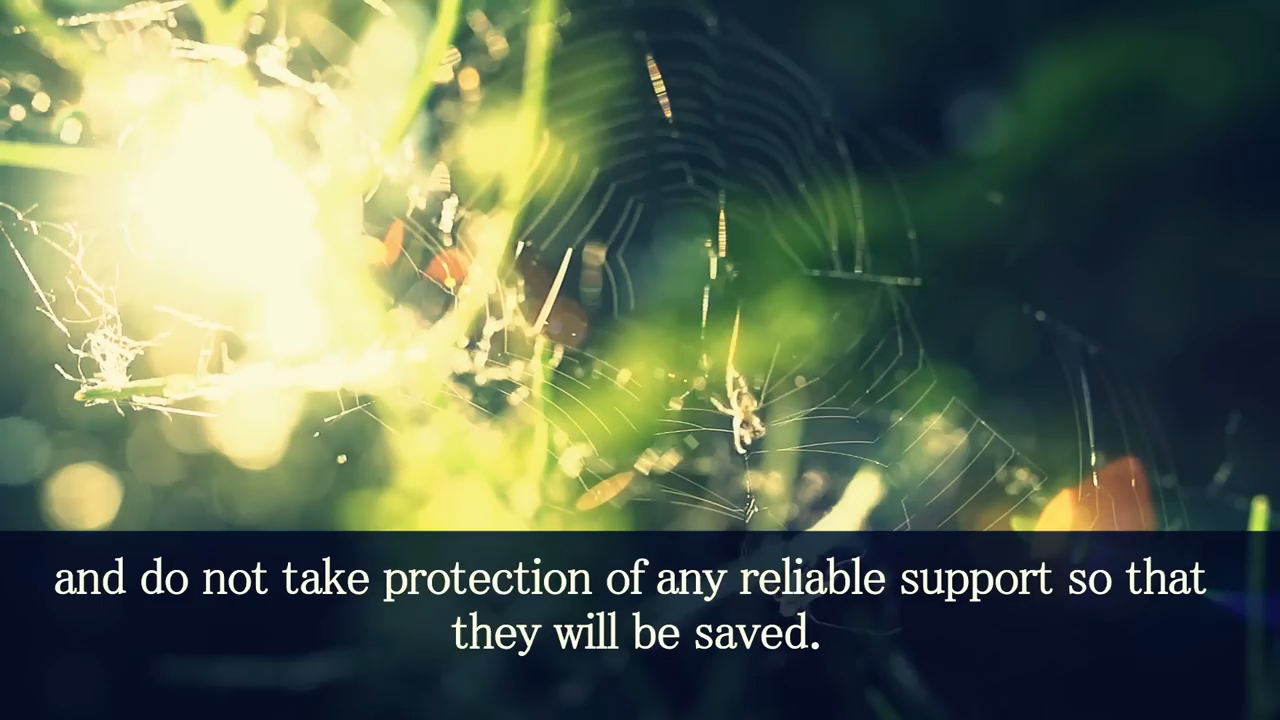 and do not take protection of any reliable support so that
they will be saved.